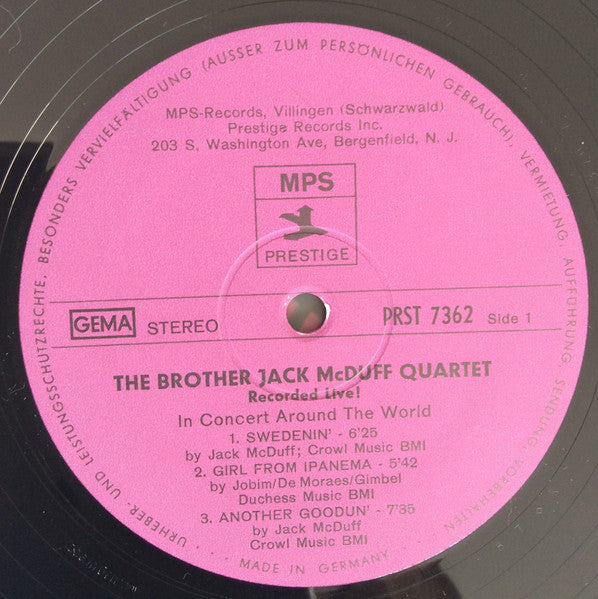 URHEBER- UND LEISTUNGSSCHUTZRECHTE, BESONDERS VERVIELFÄLTIGUNG (AUSSER ZUM PERSÖNLICHEN GEBRAUCH), VERMIETUNG, AUFFÜHRUNG, SENDUNG, VORBEHALTEN
MPS-Records, Villingen (Schwarzwald)
Prestige Records Inc.
203 S, Washington Ave, Bergenfield, N. J.
MPS
PRESTIGE
GEMA STEREO PRST 7362 Side 1
THE BROTHER JACK McDUFF QUARTET
Recorded Live!
In Concert Around The World
1. SWEDENIN' - 6'25
by Jack McDuff; Crowl Music BMI
2. GIRL FROM IPANEMA - 5'42
by Jobim/De Moraes/Gimbel
Duchess Music BMI
3. ANOTHER GOODUN' - 7'35
by Jack McDuff
Crowl Music BMI
MADE IN GERMANY